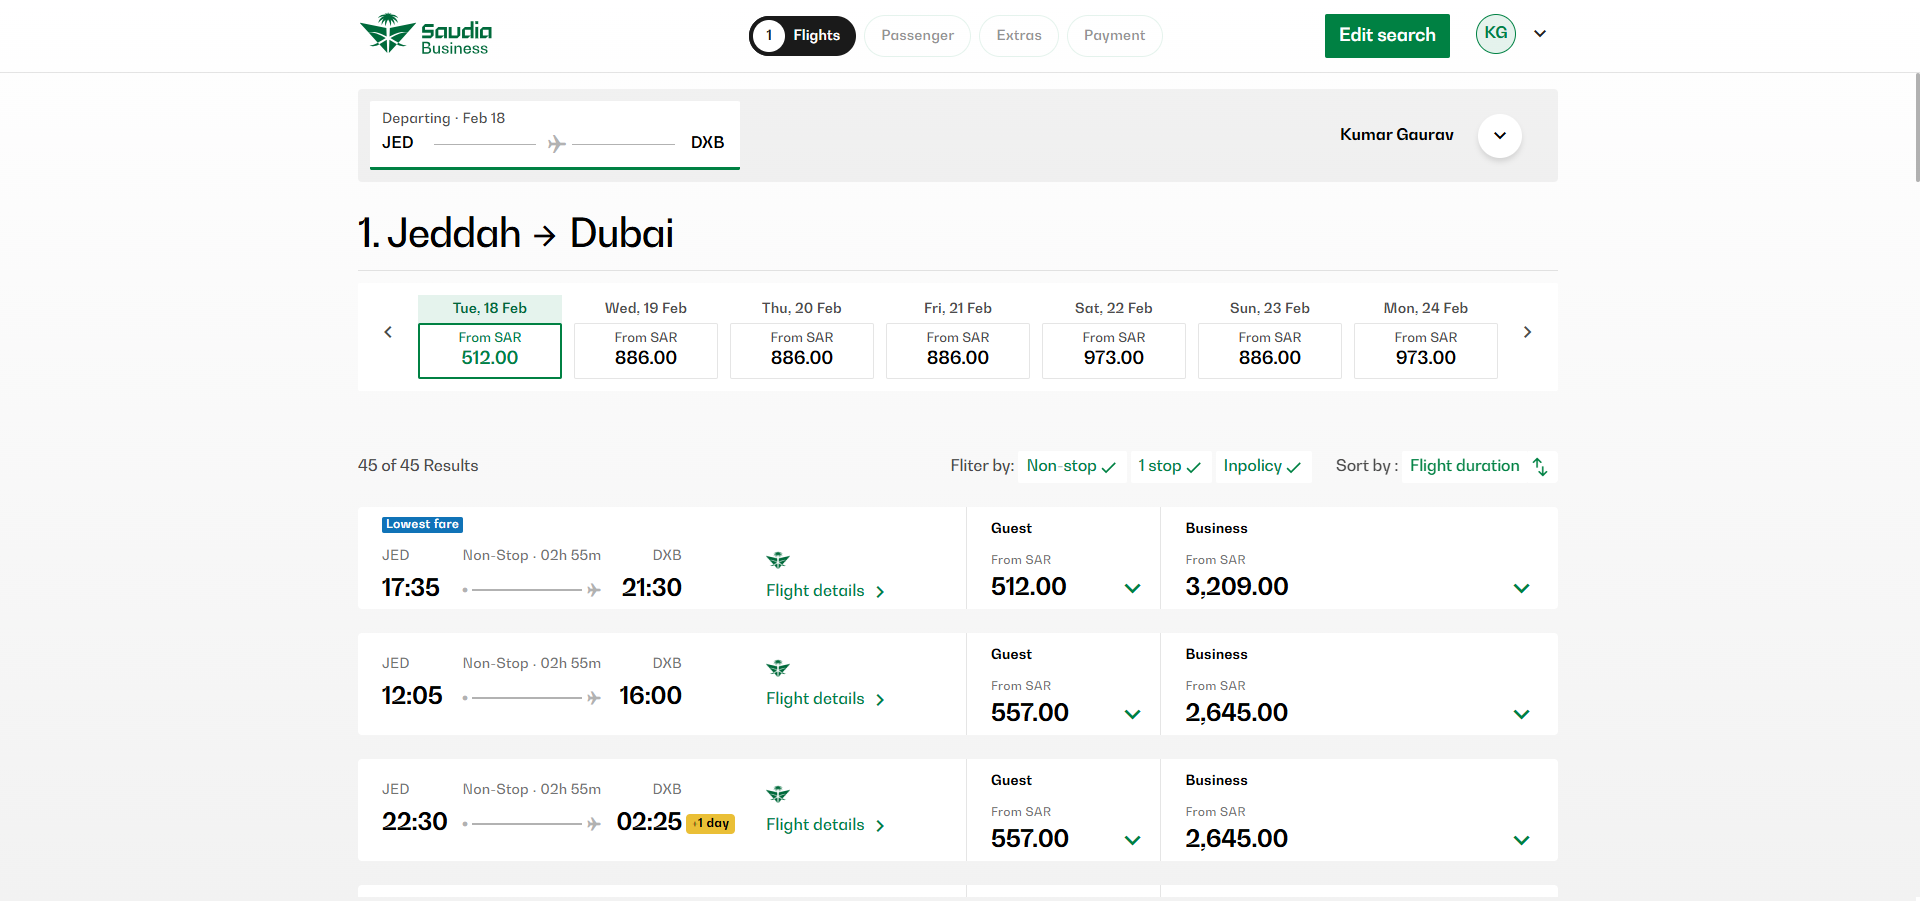 Saudia
Business
1 Flights
Passenger
Extras
Payment
Edit search
KG
Departing · Feb 18
JED DXB
Kumar Gaurav
1. Jeddah → Dubai
Tue, 18 Feb
From SAR
512.00
Wed, 19 Feb
From SAR
886.00
Thu, 20 Feb
From SAR
886.00
Fri, 21 Feb
From SAR
886.00
Sat, 22 Feb
From SAR
973.00
Sun, 23 Feb
From SAR
886.00
Mon, 24 Feb
From SAR
973.00
45 of 45 Results
Fliter by: Non-stop ✓ 1 stop ✓ Inpolicy ✓ Sort by : Flight duration
Lowest fare
JED Non-Stop · 02h 55m DXB
17:35 21:30
Flight details >
Guest
From SAR
512.00
Business
From SAR
3,209.00
JED Non-Stop · 02h 55m DXB
12:05 16:00
Flight details >
Guest
From SAR
557.00
Business
From SAR
2,645.00
JED Non-Stop · 02h 55m DXB
22:30 02:25 +1 day
Flight details >
Guest
From SAR
557.00
Business
From SAR
2,645.00